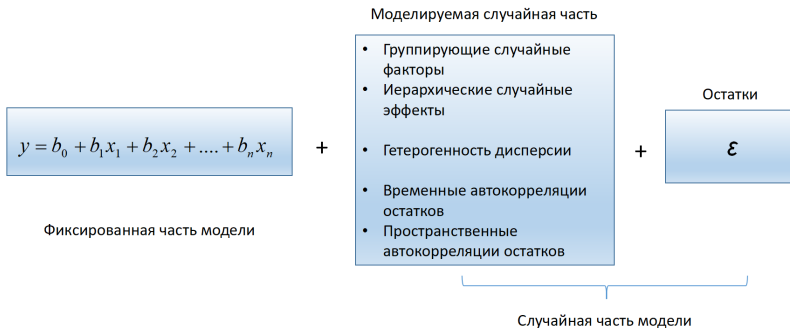 Моделируемая случайная часть
• Группирующие случайные
факторы
• Иерархические случайные
эффекты
• Гетерогенность дисперсии
• Временные автокорреляции
остатков
• Пространственные
автокорреляции остатков
Остатки
y = b₀ + b₁x₁ + b₂x₂ + .... + bₙxₙ
+
+
ε
Фиксированная часть модели
Случайная часть модели